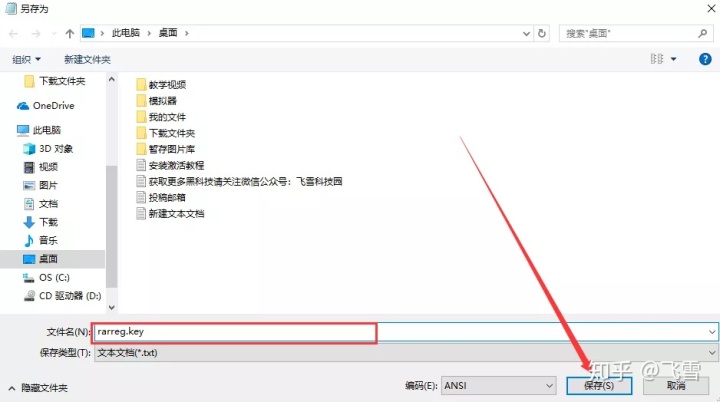 另存为
此电脑 › 桌面 ›
搜索"桌面"
组织 新建文件夹
下载文件夹
OneDrive
此电脑
3D 对象
视频
图片
文档
下载
音乐
桌面
OS (C:)
CD 驱动器 (D:)
教学视频
模拟器
我的文件
下载文件夹
暂存图片库
安装激活教程
获取更多黑科技请关注微信公众号：飞雪科技园
投稿邮箱
新建文本文档
文件名(N): rarreg.key
保存类型(T): 文本文档(*.txt)
隐藏文件夹
编码(E): ANSI
保存(S)
取消
知乎 @飞雪